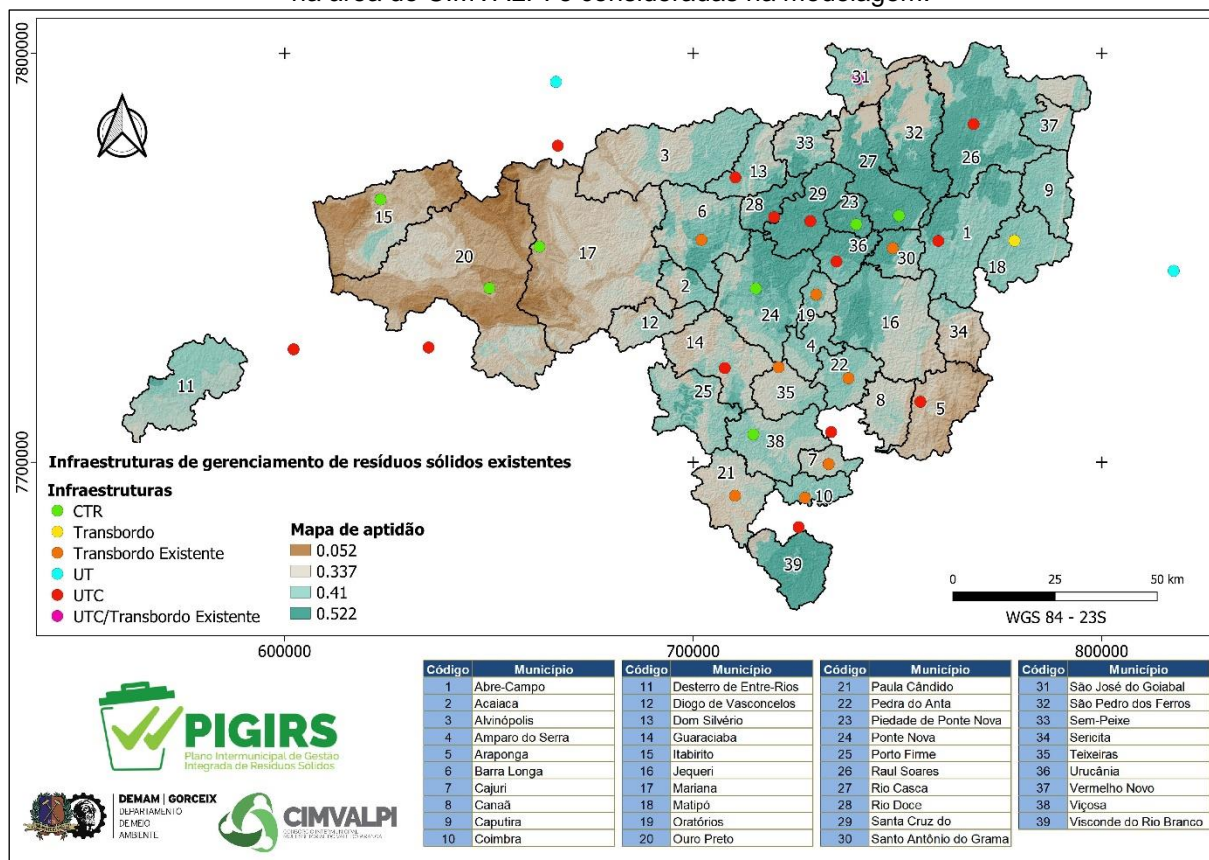 na área do CIMVALPI e consideradas na modelagem.
7800000
7700000
31
37
32
33
3
26
13
27
9
29
15
28
23
6
1
36
20
17
30
18
2
24
19
16
12
34
14
4
11
22
35
25
8
5
38
7
21
10
39
Infraestruturas de gerenciamento de resíduos sólidos existentes
Infraestruturas
CTR
Transbordo
Transbordo Existente
UT
UTC
UTC/Transbordo Existente
Mapa de aptidão
0.052
0.337
0.41
0.522
0 25 50 km
WGS 84 - 23S
600000 700000 800000
Código Município
1 Abre-Campo
2 Acaiaca
3 Alvinópolis
4 Amparo do Serra
5 Araponga
6 Barra Longa
7 Cajuri
8 Canaã
9 Caputira
10 Coimbra
Código Município
11 Desterro de Entre-Rios
12 Diogo de Vasconcelos
13 Dom Silvério
14 Guaraciaba
15 Itabirito
16 Jequeri
17 Mariana
18 Matipó
19 Oratórios
20 Ouro Preto
Código Município
21 Paula Cândido
22 Pedra do Anta
23 Piedade de Ponte Nova
24 Ponte Nova
25 Porto Firme
26 Raul Soares
27 Rio Casca
28 Rio Doce
29 Santa Cruz do
30 Santo Antônio do Grama
Código Município
31 São José do Goiabal
32 São Pedro dos Ferros
33 Sem-Peixe
34 Sericita
35 Teixeiras
36 Urucânia
37 Vermelho Novo
38 Viçosa
39 Visconde do Rio Branco
PIGIRS
Plano Intermunicipal de Gestão
Integrada de Resíduos Sólidos
DEMAM | GORCEIX
DEPARTAMENTO
DE MEIO
AMBIENTE
CIMVALPI